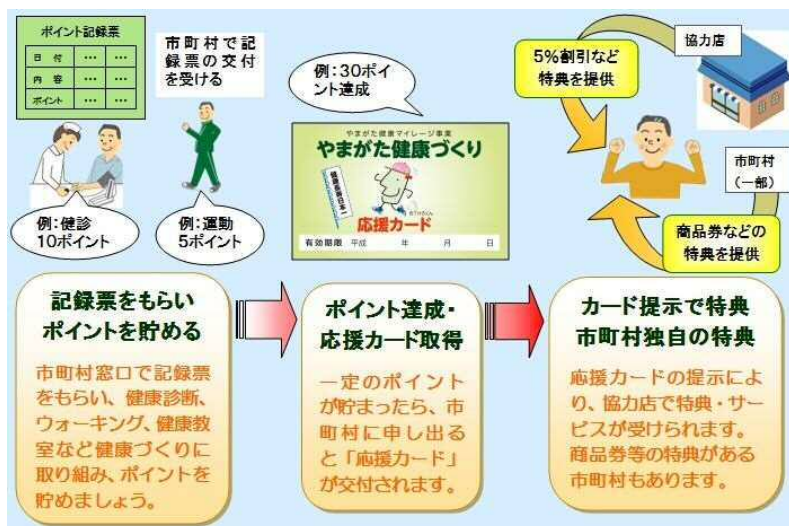 ポイント記録票
日 付 … …
内 容 … …
ポイント … …
市町村で記
録票の交付
を受ける
例:健診
10ポイント
例:運動
5ポイント
例:30ポイ
ント達成
やまがた健康マイレージ事業
やまがた健康づくり
健康長寿日本一
応援カード
有効期限 平成 年 月 日
5%割引など
特典を提供
協力店
市町村
(一部)
商品券などの
特典を提供
記録票をもらい
ポイントを貯める
市町村窓口で記録票
をもらい、健康診断、
ウォーキング、健康教
室など健康づくりに
取り組み、ポイントを
貯めましょう。
ポイント達成・
応援カード取得
一定のポイント
が貯まったら、市
町村に申し出る
と「応援カード」
が交付されます。
カード提示で特典
市町村独自の特典
応援カードの提示によ
り、協力店で特典・サー
ビスが受けられます。
商品券等の特典がある
市町村もあります。